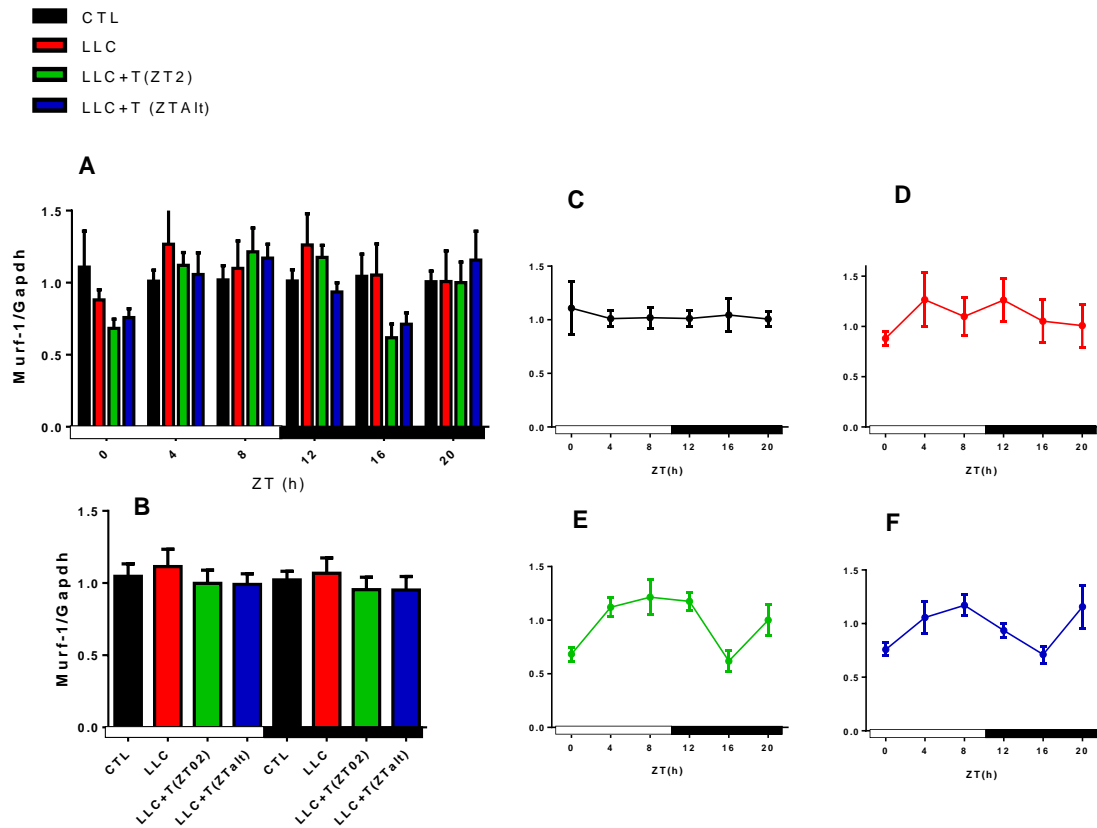 CTL
LLC
LLC+T(ZT2)
LLC+T (ZTAlt)
A
Murf-1/Gapdh
1.5
1.0
0.5
0.0
0 4 8 12 16 20
ZT (h)
B
Murf-1/Gapdh
1.5
1.0
0.5
0.0
CTL LLC LLC+T(ZT02) LLC+T(ZTalt) CTL LLC LLC+T(ZT02) LLC+T(ZTalt)
C
1.5
1.0
0.5
0.0
0 4 8 12 16 20
ZT(h)
D
1.5
1.0
0.5
0.0
0 4 8 12 16 20
ZT(h)
E
1.5
1.0
0.5
0.0
0 4 8 12 16 20
ZT(h)
F
1.5
1.0
0.5
0.0
0 4 8 12 16 20
ZT(h)